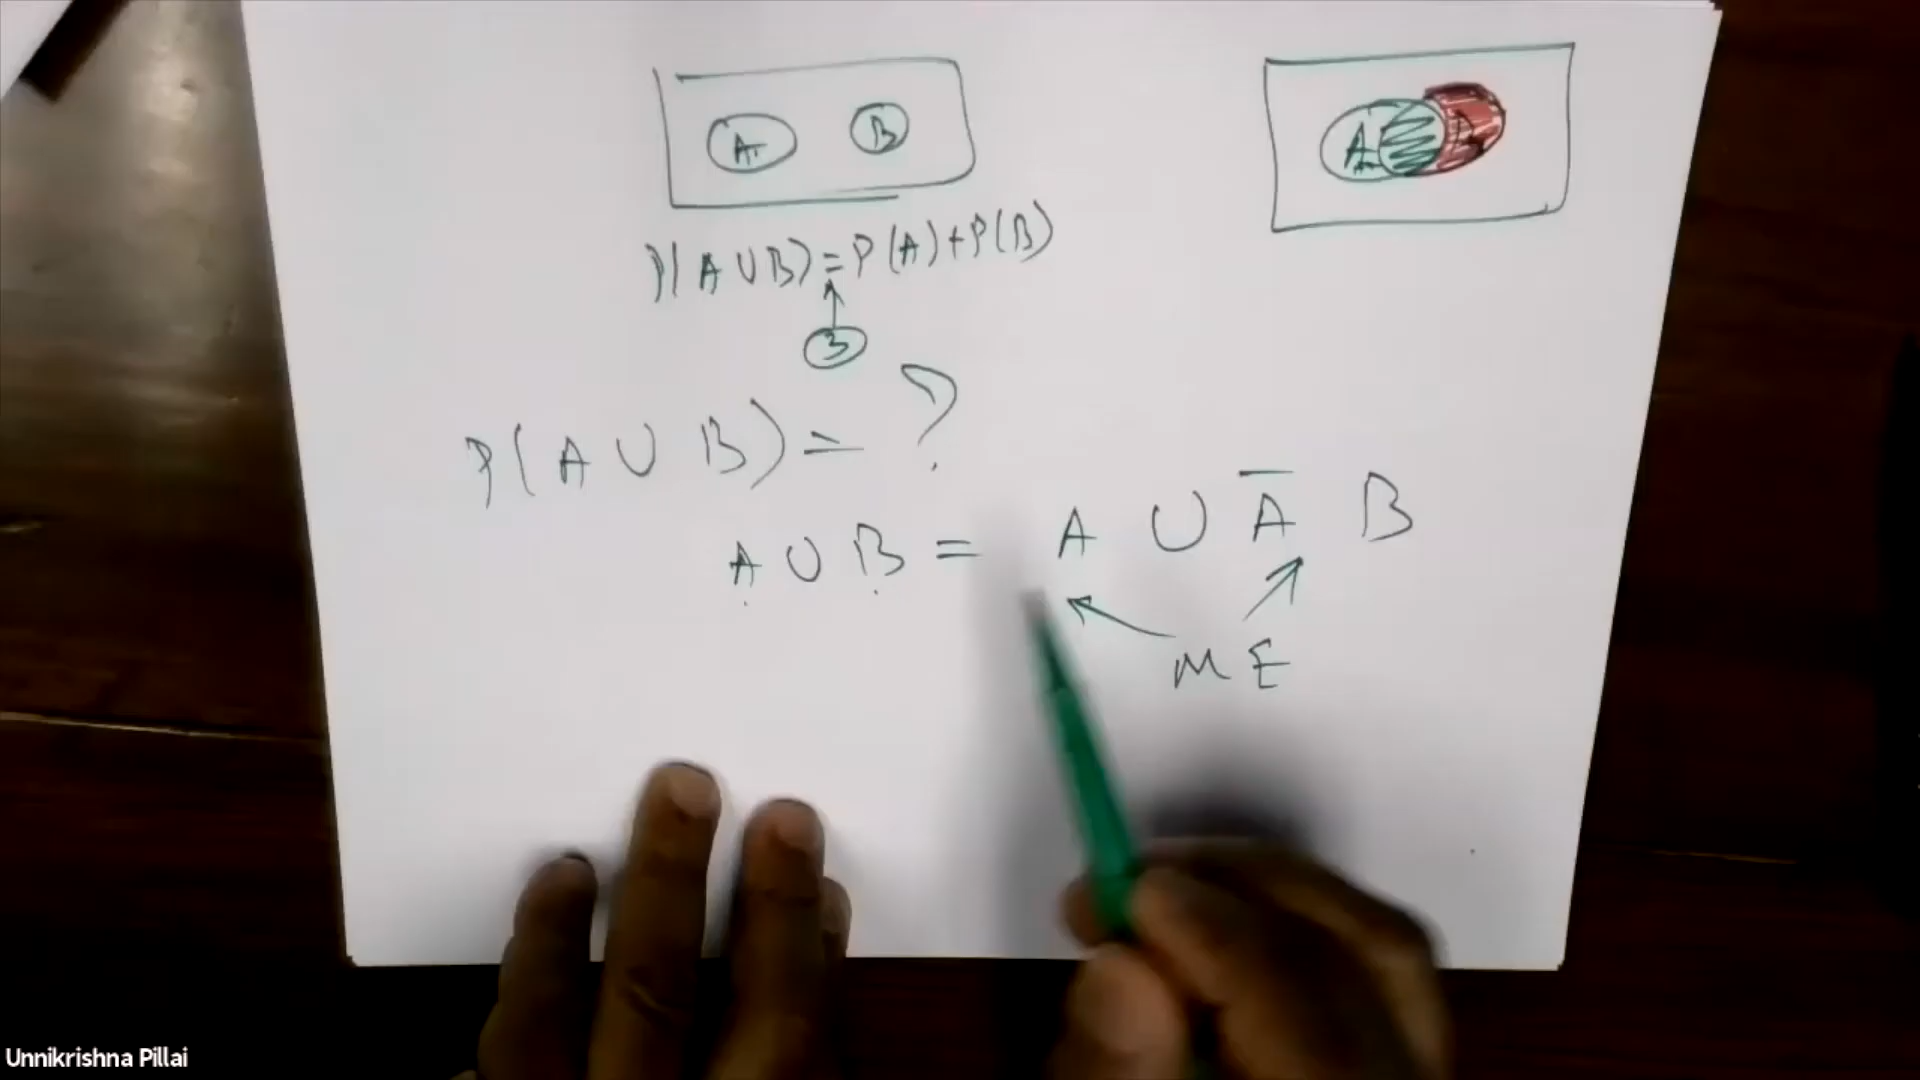 A B
A B
P(A ∪ B) = P(A) + P(B)
3
P(A ∪ B) = ?
A ∪ B = A ∪ A̅ B
ME
Unnikrishna Pillai